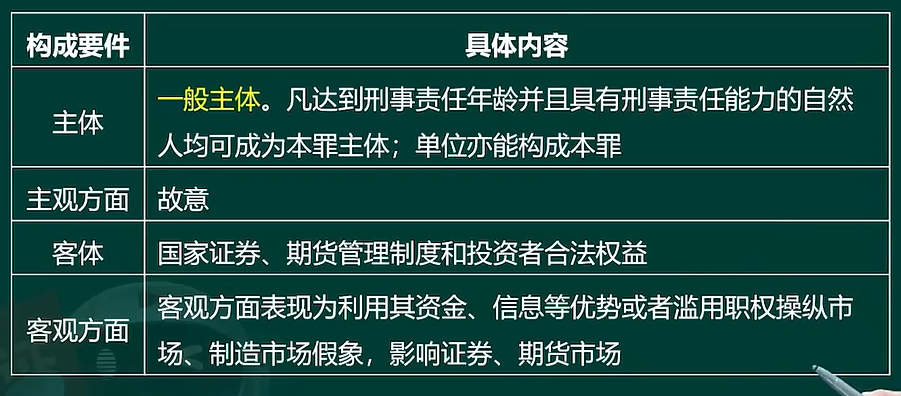 构成要件 具体内容
主体 一般主体。凡达到刑事责任年龄并且具有刑事责任能力的自然
人均可成为本罪主体；单位亦能构成本罪
主观方面 故意
客体 国家证券、期货管理制度和投资者合法权益
客观方面 客观方面表现为利用其资金、信息等优势或者滥用职权操纵市
场、制造市场假象，影响证券、期货市场